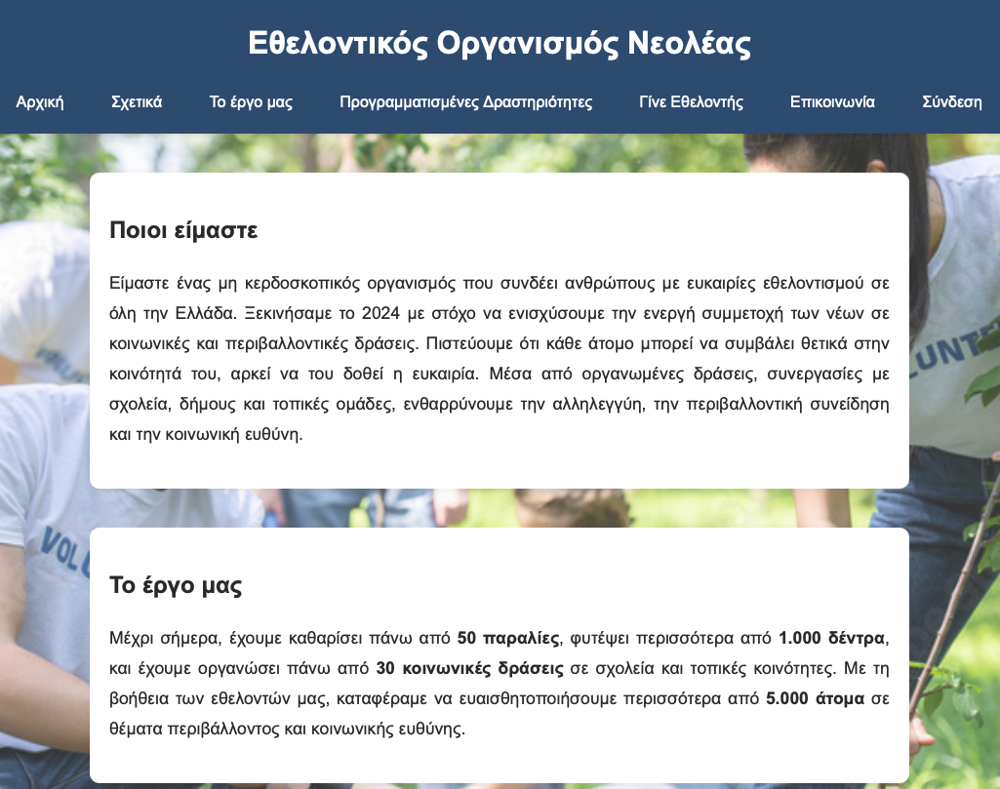 Εθελοντικός Οργανισμός Νεολέας
Αρχική Σχετικά Το έργο μας Προγραμματισμένες Δραστηριότητες Γίνε Εθελοντής Επικοινωνία Σύνδεση
Ποιοι είμαστε
Είμαστε ένας μη κερδοσκοπικός οργανισμός που συνδέει ανθρώπους με ευκαιρίες εθελοντισμού σε
όλη την Ελλάδα. Ξεκινήσαμε το 2024 με στόχο να ενισχύσουμε την ενεργή συμμετοχή των νέων σε
κοινωνικές και περιβαλλοντικές δράσεις. Πιστεύουμε ότι κάθε άτομο μπορεί να συμβάλει θετικά στην
κοινότητά του, αρκεί να του δοθεί η ευκαιρία. Μέσα από οργανωμένες δράσεις, συνεργασίες με
σχολεία, δήμους και τοπικές ομάδες, ενθαρρύνουμε την αλληλεγγύη, την περιβαλλοντική συνείδηση
και την κοινωνική ευθύνη.
VOL
Το έργο μας
Μέχρι σήμερα, έχουμε καθαρίσει πάνω από 50 παραλίες, φυτέψει περισσότερα από 1.000 δέντρα,
και έχουμε οργανώσει πάνω από 30 κοινωνικές δράσεις σε σχολεία και τοπικές κοινότητες. Με τη
βοήθεια των εθελοντών μας, καταφέραμε να ευαισθητοποιήσουμε περισσότερα από 5.000 άτομα σε
θέματα περιβάλλοντος και κοινωνικής ευθύνης.